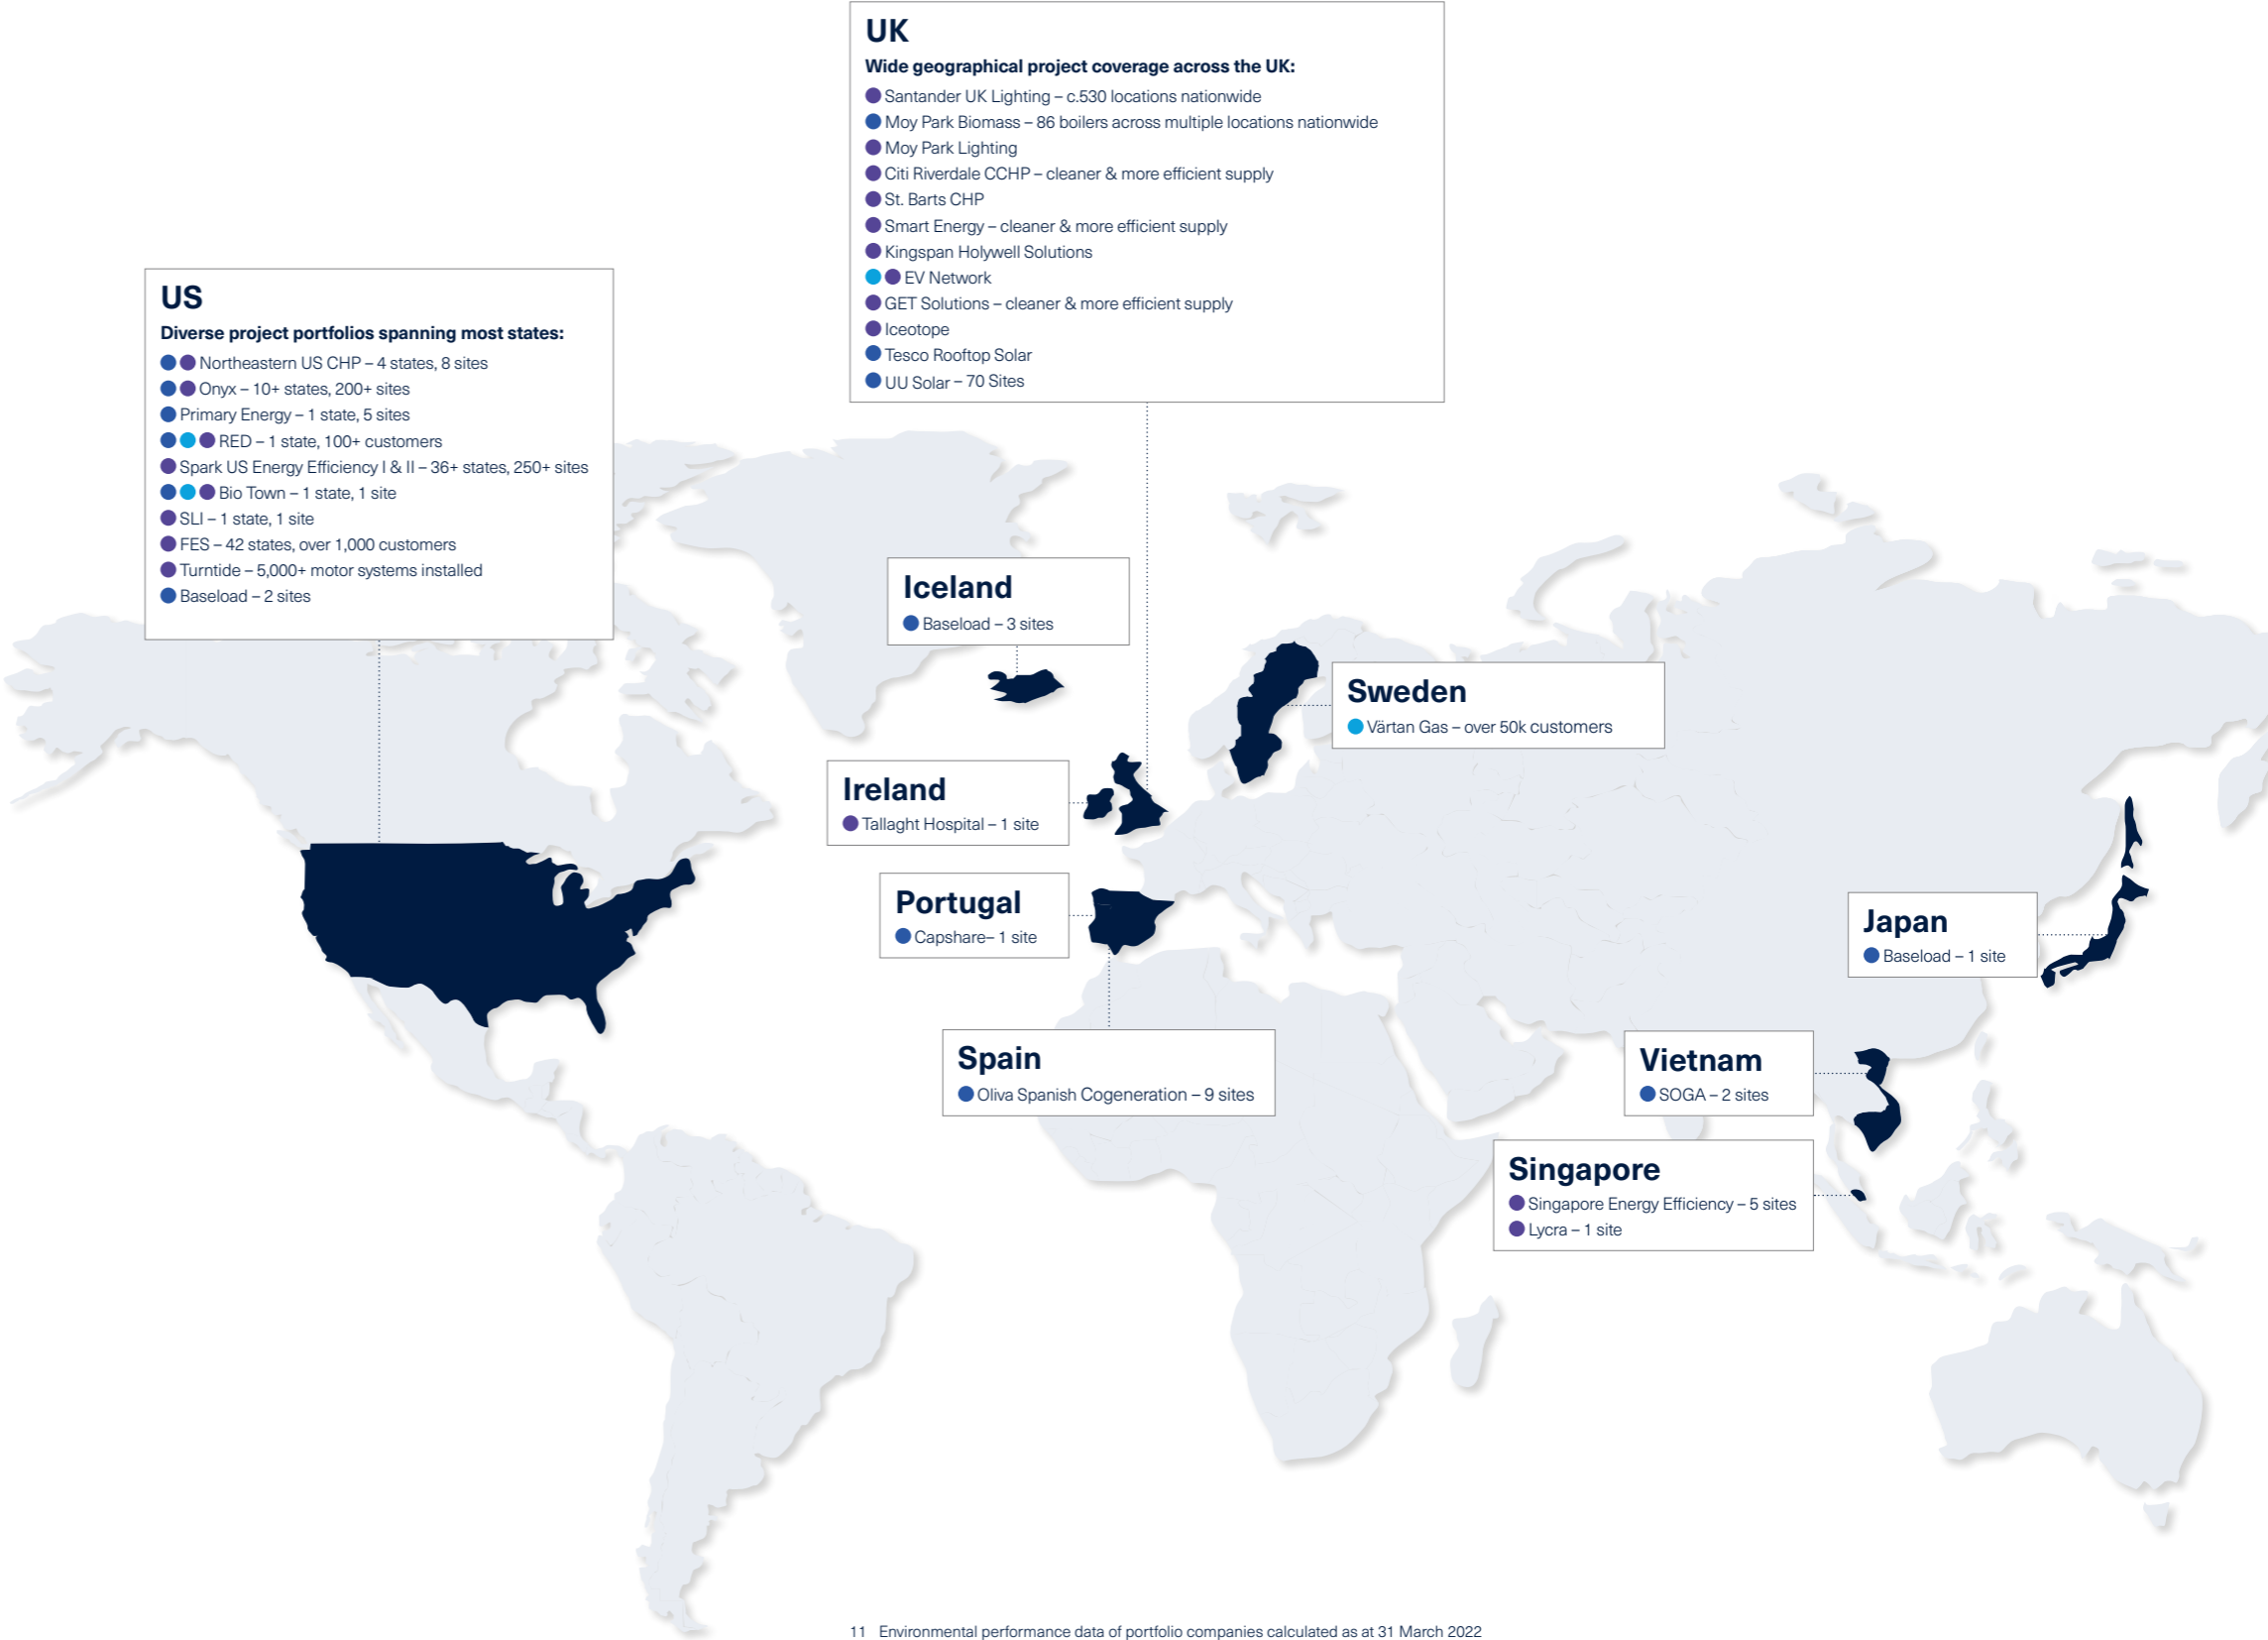 UK
Wide geographical project coverage across the UK:
Santander UK Lighting – c.530 locations nationwide
Moy Park Biomass – 86 boilers across multiple locations nationwide
Moy Park Lighting
Citi Riverdale CCHP – cleaner & more efficient supply
St. Barts CHP
Smart Energy – cleaner & more efficient supply
Kingspan Holywell Solutions
EV Network
GET Solutions – cleaner & more efficient supply
Iceotope
Tesco Rooftop Solar
UU Solar – 70 Sites
US
Diverse project portfolios spanning most states:
Northeastern US CHP – 4 states, 8 sites
Onyx – 10+ states, 200+ sites
Primary Energy – 1 state, 5 sites
RED – 1 state, 100+ customers
Spark US Energy Efficiency I & II – 36+ states, 250+ sites
Bio Town – 1 state, 1 site
SLI – 1 state, 1 site
FES – 42 states, over 1,000 customers
Turntide – 5,000+ motor systems installed
Baseload – 2 sites
Iceland
Baseload – 3 sites
Sweden
Värtan Gas – over 50k customers
Ireland
Tallaght Hospital – 1 site
Portugal
Capshare– 1 site
Japan
Baseload – 1 site
Spain
Oliva Spanish Cogeneration – 9 sites
Vietnam
SOGA – 2 sites
Singapore
Singapore Energy Efficiency – 5 sites
Lycra – 1 site
11 Environmental performance data of portfolio companies calculated as at 31 March 2022